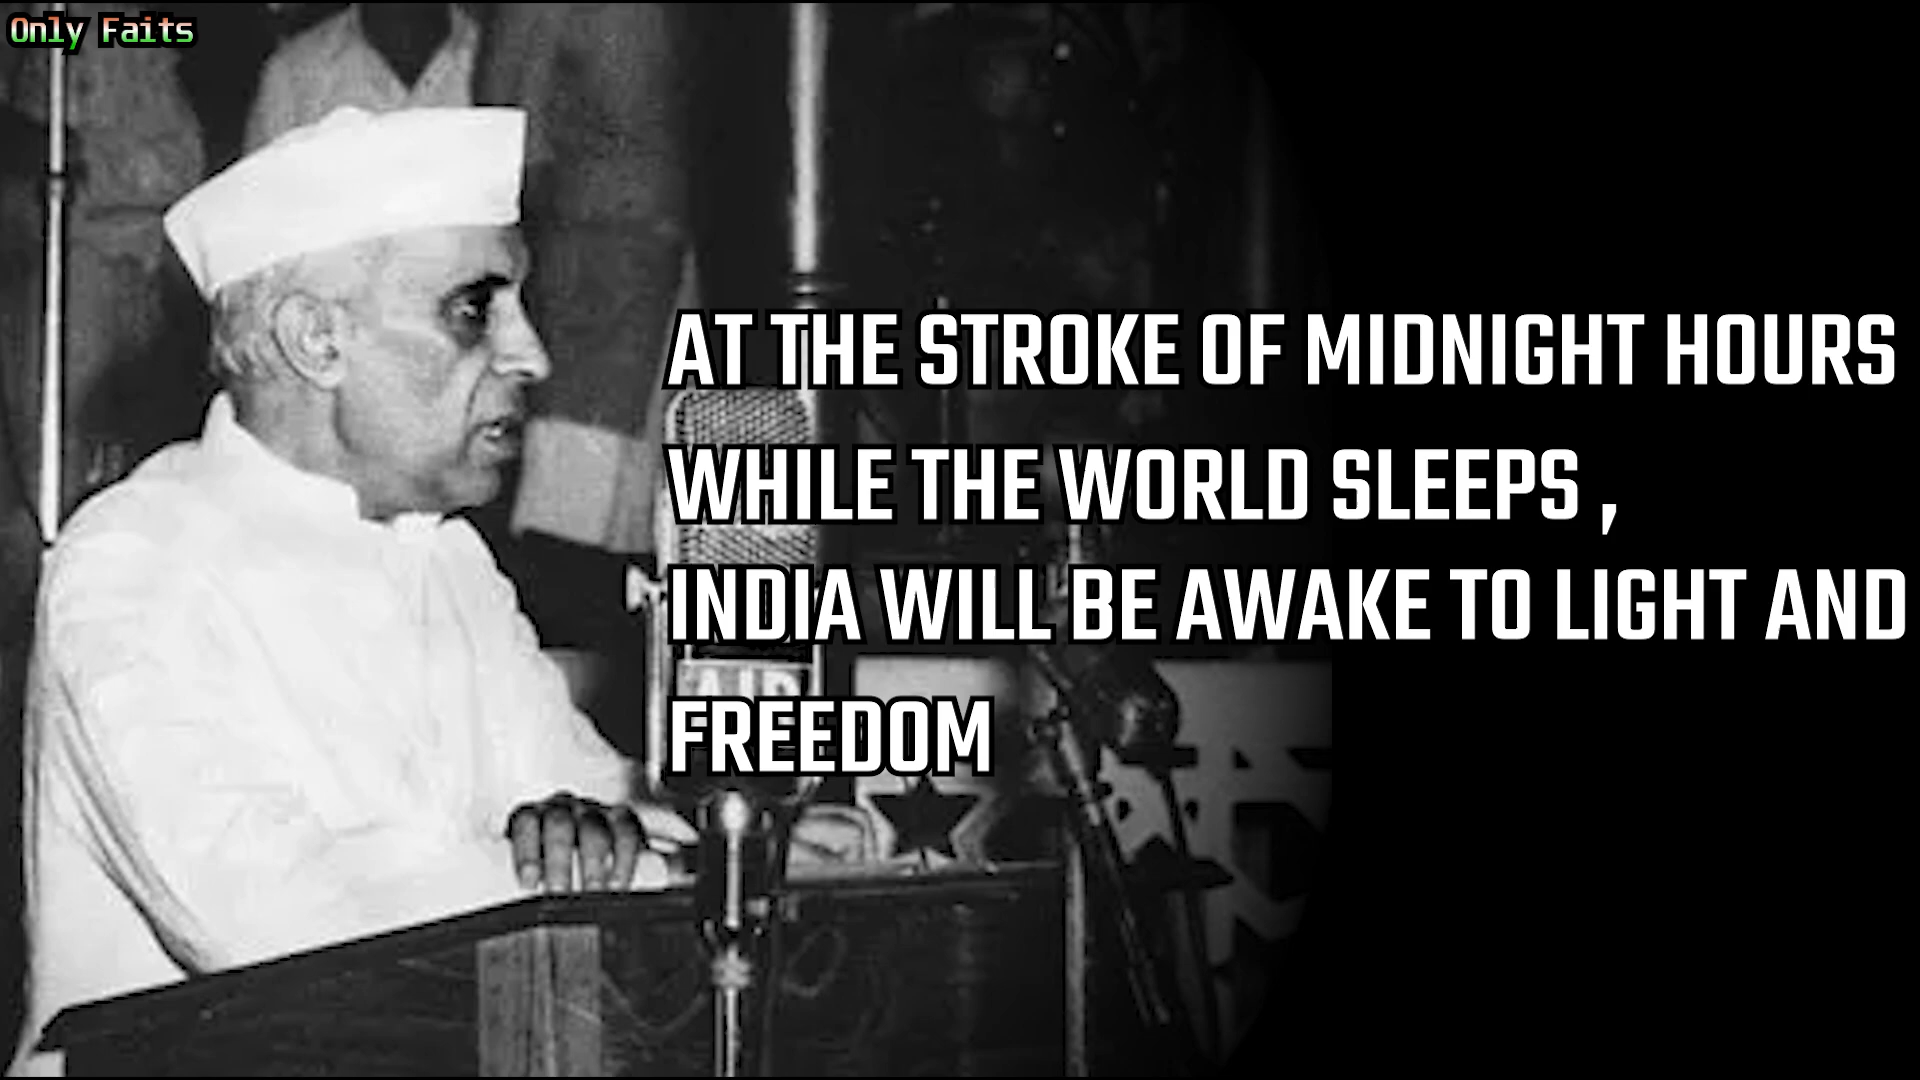 Only Faits
AT THE STROKE OF MIDNIGHT HOURS
WHILE THE WORLD SLEEPS ,
INDIA WILL BE AWAKE TO LIGHT AND
FREEDOM